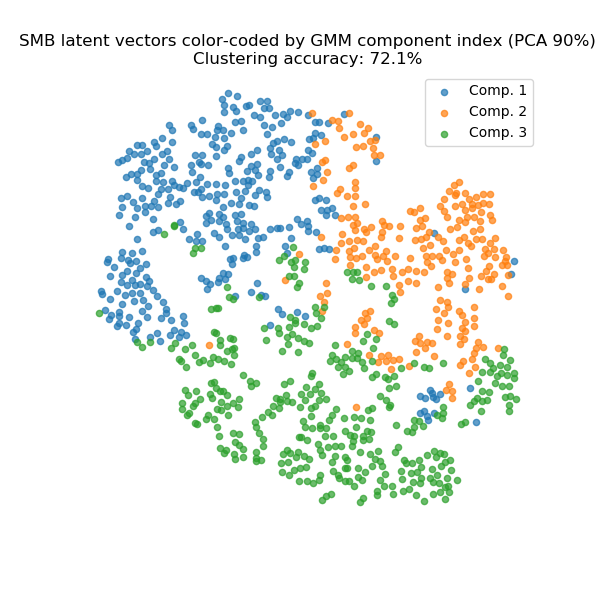 SMB latent vectors color-coded by GMM component index (PCA 90%)
Clustering accuracy: 72.1%
Comp. 1
Comp. 2
Comp. 3